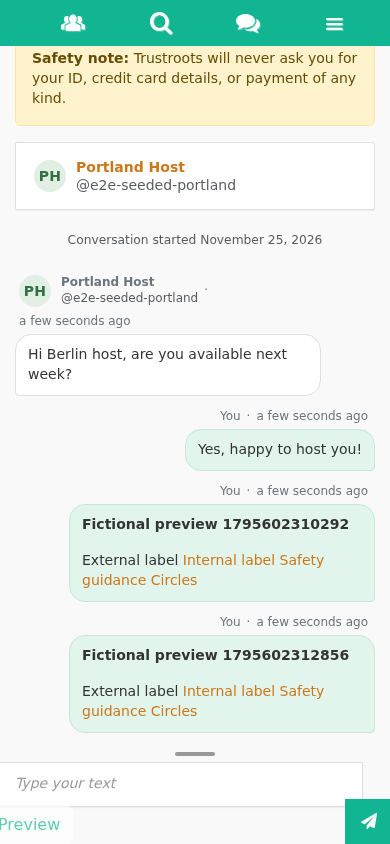 Safety note: Trustroots will never ask you for
your ID, credit card details, or payment of any
kind.
PH
Portland Host
@e2e-seeded-portland
Conversation started November 25, 2026
PH
Portland Host
@e2e-seeded-portland ·
a few seconds ago
Hi Berlin host, are you available next
week?
You · a few seconds ago
Yes, happy to host you!
You · a few seconds ago
Fictional preview 1795602310292
External label Internal label Safety
guidance Circles
You · a few seconds ago
Fictional preview 1795602312856
External label Internal label Safety
guidance Circles
Type your text
Preview